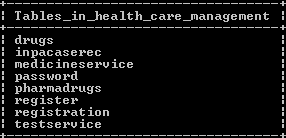 Tables_in_health_care_management
drugs
inpacaserec
medicineservice
password
pharmadrugs
register
registration
testservice